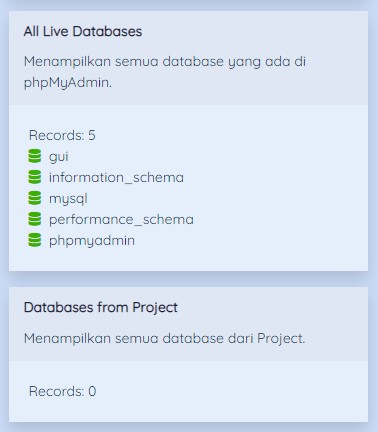 All Live Databases
Menampilkan semua database yang ada di
phpMyAdmin.
Records: 5
gui
information_schema
mysql
performance_schema
phpmyadmin
Databases from Project
Menampilkan semua database dari Project.
Records: 0